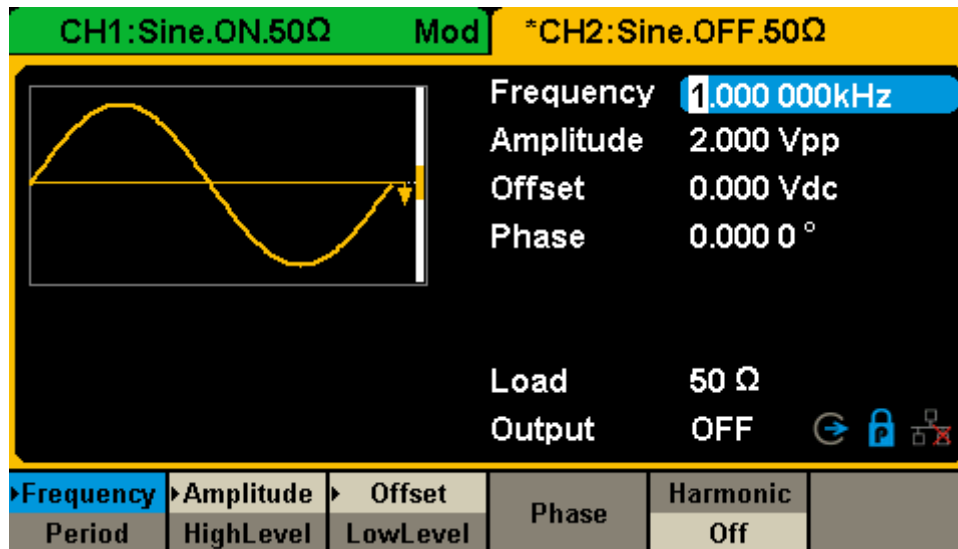 CH1:Sine.ON.50Ω Mod *CH2:Sine.OFF.50Ω
Frequency 1.000 000kHz
Amplitude 2.000 Vpp
Offset 0.000 Vdc
Phase 0.000 0 °
Load 50 Ω
Output OFF P
Frequency Amplitude Offset Phase Harmonic
Period HighLevel LowLevel Off